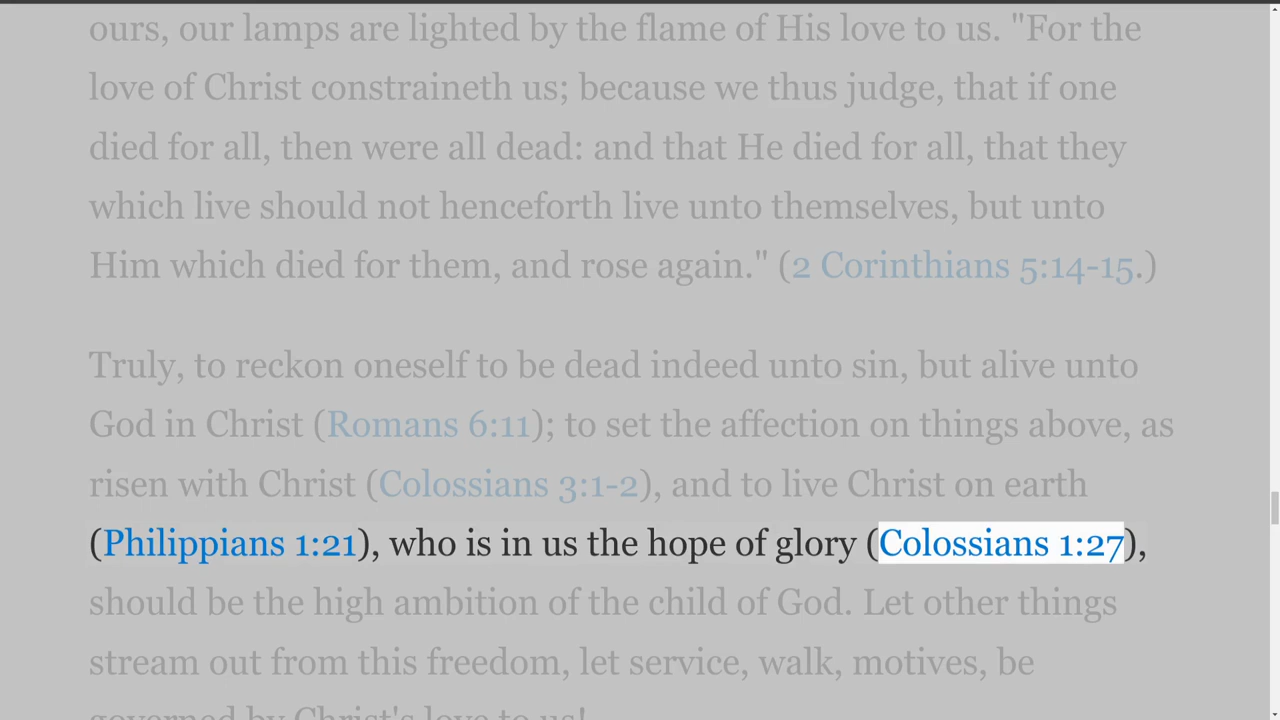 ours, our lamps are lighted by the flame of His love to us. "For the
love of Christ constraineth us; because we thus judge, that if one
died for all, then were all dead: and that He died for all, that they
which live should not henceforth live unto themselves, but unto
Him which died for them, and rose again." (2 Corinthians 5:14-15.)
Truly, to reckon oneself to be dead indeed unto sin, but alive unto
God in Christ (Romans 6:11); to set the affection on things above, as
risen with Christ (Colossians 3:1-2), and to live Christ on earth
(Philippians 1:21), who is in us the hope of glory (Colossians 1:27),
should be the high ambition of the child of God. Let other things
stream out from this freedom, let service, walk, motives, be
governed by Christ's love to us!